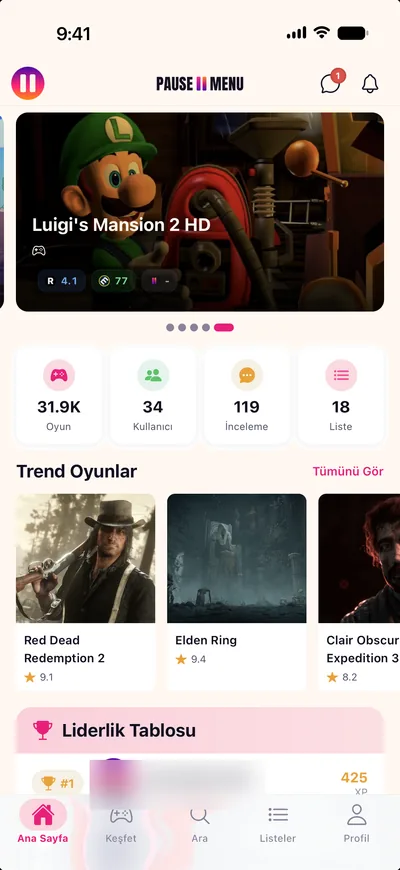 9:41
PAUSE MENU
1
L
Luigi's Mansion 2 HD
R 4.1
77
-
31.9K
34
119
18
Oyun
Kullanıcı
İnceleme
Liste
Trend Oyunlar
Tümünü Gör
Red Dead
Redemption 2
9.1
Elden Ring
9.4
Clair Obscur
Expedition 3
8.2
Liderlik Tablosu
#1
425
XP
Ana Sayfa
Keşfet
Ara
Listeler
Profil